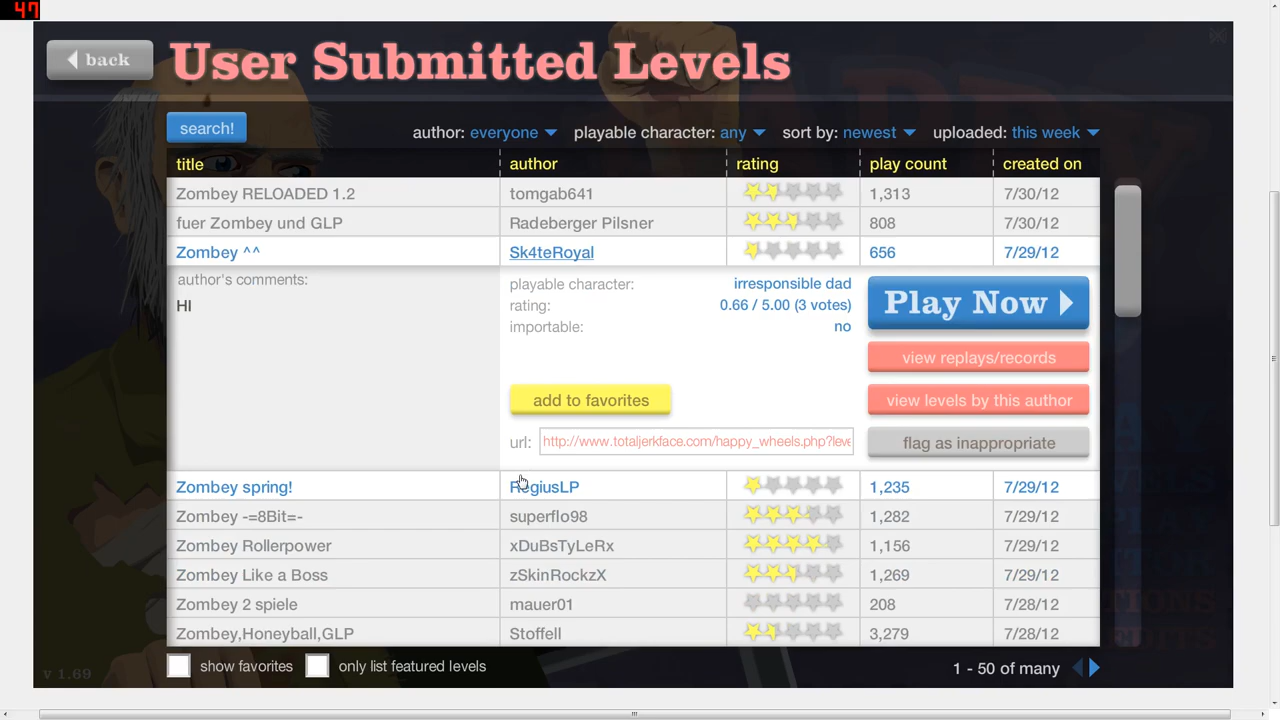 47
back
User Submitted Levels
search!
author: everyone playable character: any sort by: newest uploaded: this week
title author rating play count created on
Zombey RELOADED 1.2 tomgab641 1,313 7/30/12
fuer Zombey und GLP Radeberger Pilsner 808 7/30/12
Zombey ^^ Sk4teRoyal 656 7/29/12
author's comments:
HI
playable character: irresponsible dad
rating: 0.66 / 5.00 (3 votes)
importable: no
Play Now
view replays/records
add to favorites
view levels by this author
url: http://www.totaljerkface.com/happy_wheels.php?leve
flag as inappropriate
Zombey spring! RegiusLP 1,235 7/29/12
Zombey -=8Bit=- superflo98 1,282 7/29/12
Zombey Rollerpower xDuBsTyLeRx 1,156 7/29/12
Zombey Like a Boss zSkinRockzX 1,269 7/29/12
Zombey 2 spiele mauer01 208 7/28/12
Zombey,Honeyball,GLP Stoffell 3,279 7/28/12
show favorites only list featured levels 1 - 50 of many
v 1.69